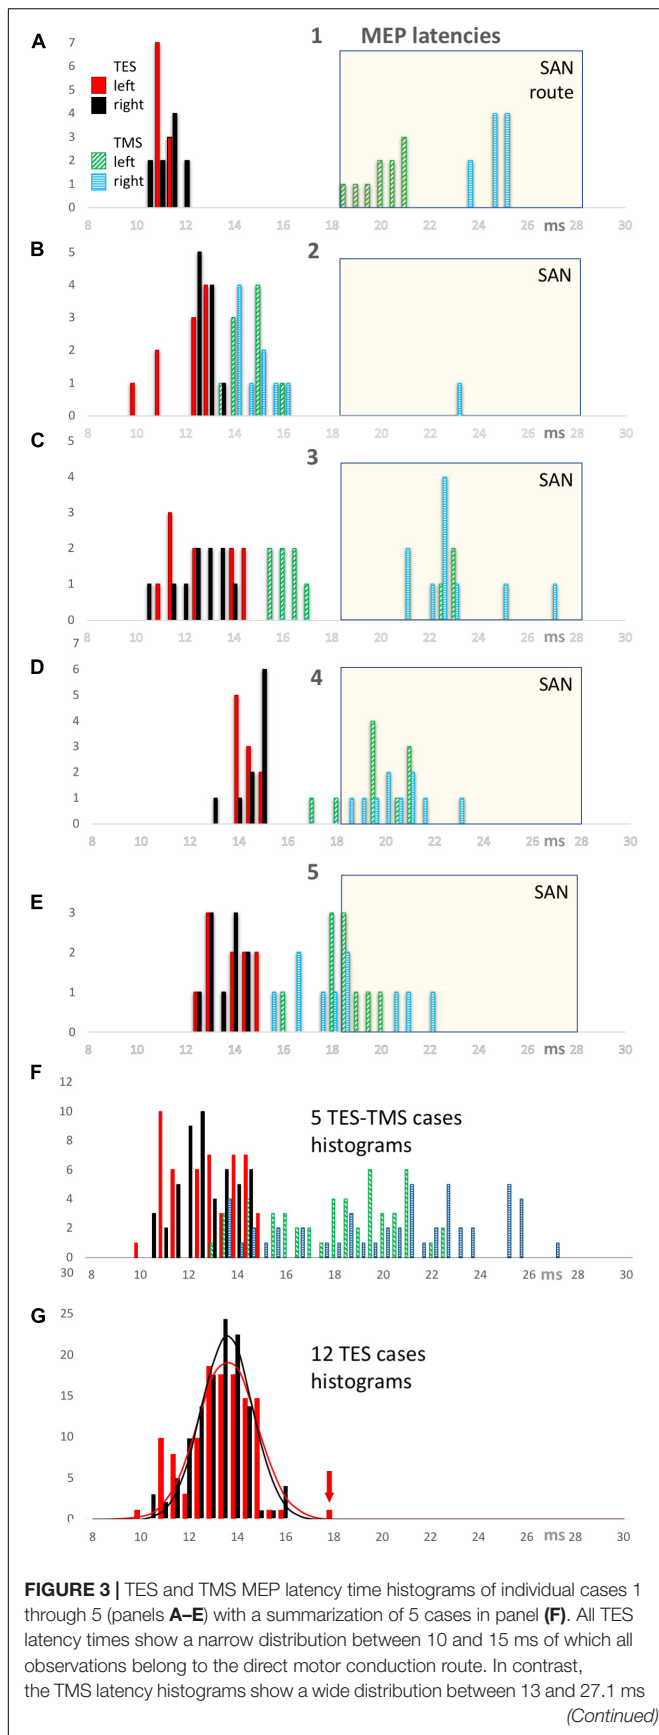 A
1 MEP latencies
7
6
5
4
3
2
1
0
TES
left
right
TMS
left
right
SAN
route
8 10 12 14 16 18 20 22 24 ms 28 30
B
2
5
4
3
2
1
0
SAN
8 10 12 14 16 18 20 22 24 ms 28 30
C
3
5
4
3
2
1
0
SAN
8 10 12 14 16 18 20 22 24 ms 28 30
D
4
7
6
5
4
3
2
1
0
SAN
8 10 12 14 16 18 20 22 24 ms 28 30
E
5
3
2
2
1
1
0
SAN
8 10 12 14 16 18 20 22 24 ms 28 30
F
12
10
8
6
4
2
0
5 TES-TMS cases
histograms
30 8 10 12 14 16 18 20 22 24 26 ms 28 30
G
25
20
15
10
5
0
12 TES cases
histograms
8 10 12 14 16 18 20 22 24 26 ms 28 30
FIGURE 3 | TES and TMS MEP latency time histograms of individual cases 1
through 5 (panels A–E) with a summarization of 5 cases in panel (F). All TES
latency times show a narrow distribution between 10 and 15 ms of which all
observations belong to the direct motor conduction route. In contrast,
the TMS latency histograms show a wide distribution between 13 and 27.1 ms
(Continued)